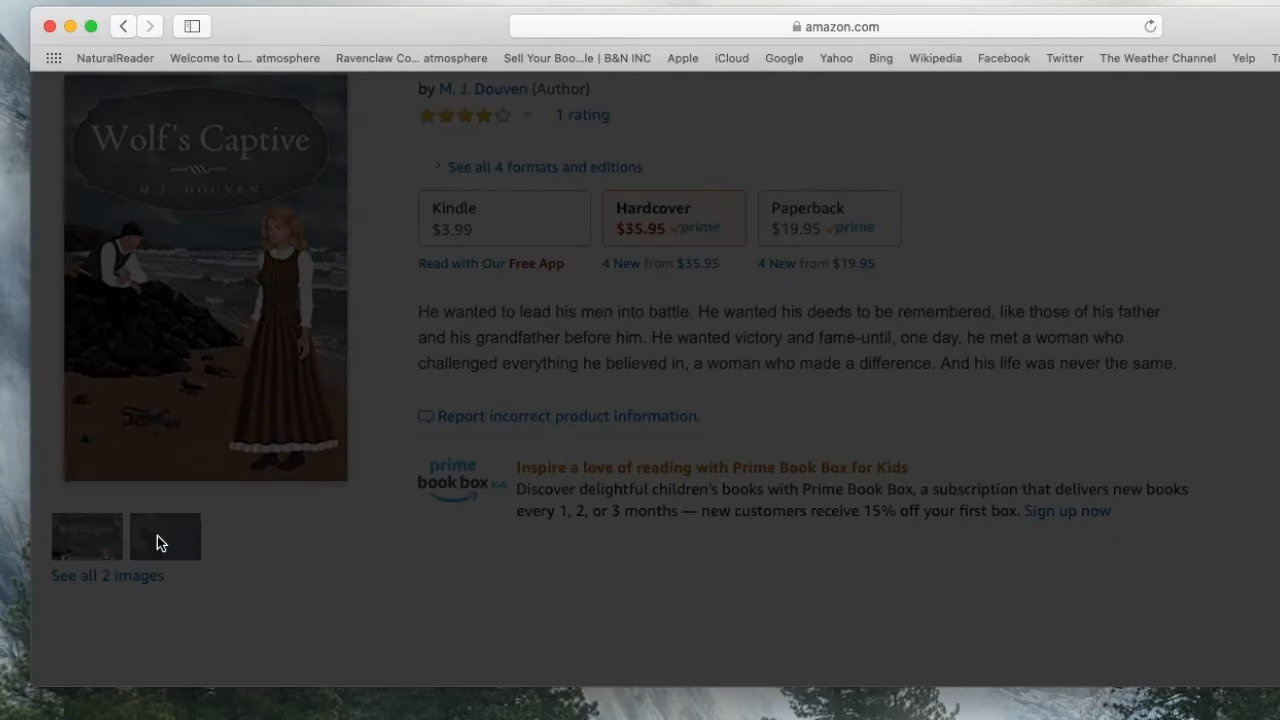 amazon.com
NaturalReader Welcome to L... atmosphere Ravenclaw Co... atmosphere Sell Your Boo...le | B&N INC Apple iCloud Google Yahoo Bing Wikipedia Facebook Twitter The Weather Channel Yelp
by M. J. Douven (Author)
1 rating
See all 4 formats and editions
Wolf's Captive
M.J. DOUVEN
Kindle
$3.99
Hardcover
$35.95 prime
Paperback
$19.95 prime
Read with Our Free App
4 New from $35.95
4 New from $19.95
He wanted to lead his men into battle. He wanted his deeds to be remembered, like those of his father
and his grandfather before him. He wanted victory and fame-until, one day, he met a woman who
challenged everything he believed in, a woman who made a difference. And his life was never the same.
Report incorrect product information.
prime
book box
Inspire a love of reading with Prime Book Box for Kids
Discover delightful children's books with Prime Book Box, a subscription that delivers new books
every 1, 2, or 3 months — new customers receive 15% off your first box. Sign up now
Wolf's Captive
See all 2 images